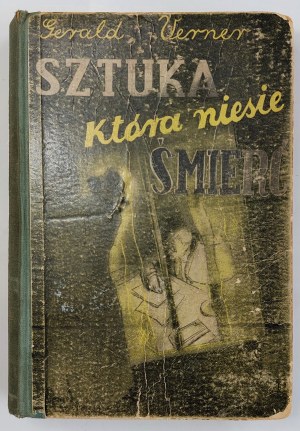 Gerald Verner
SZTUKA
która niesie
ŚMIERĆ